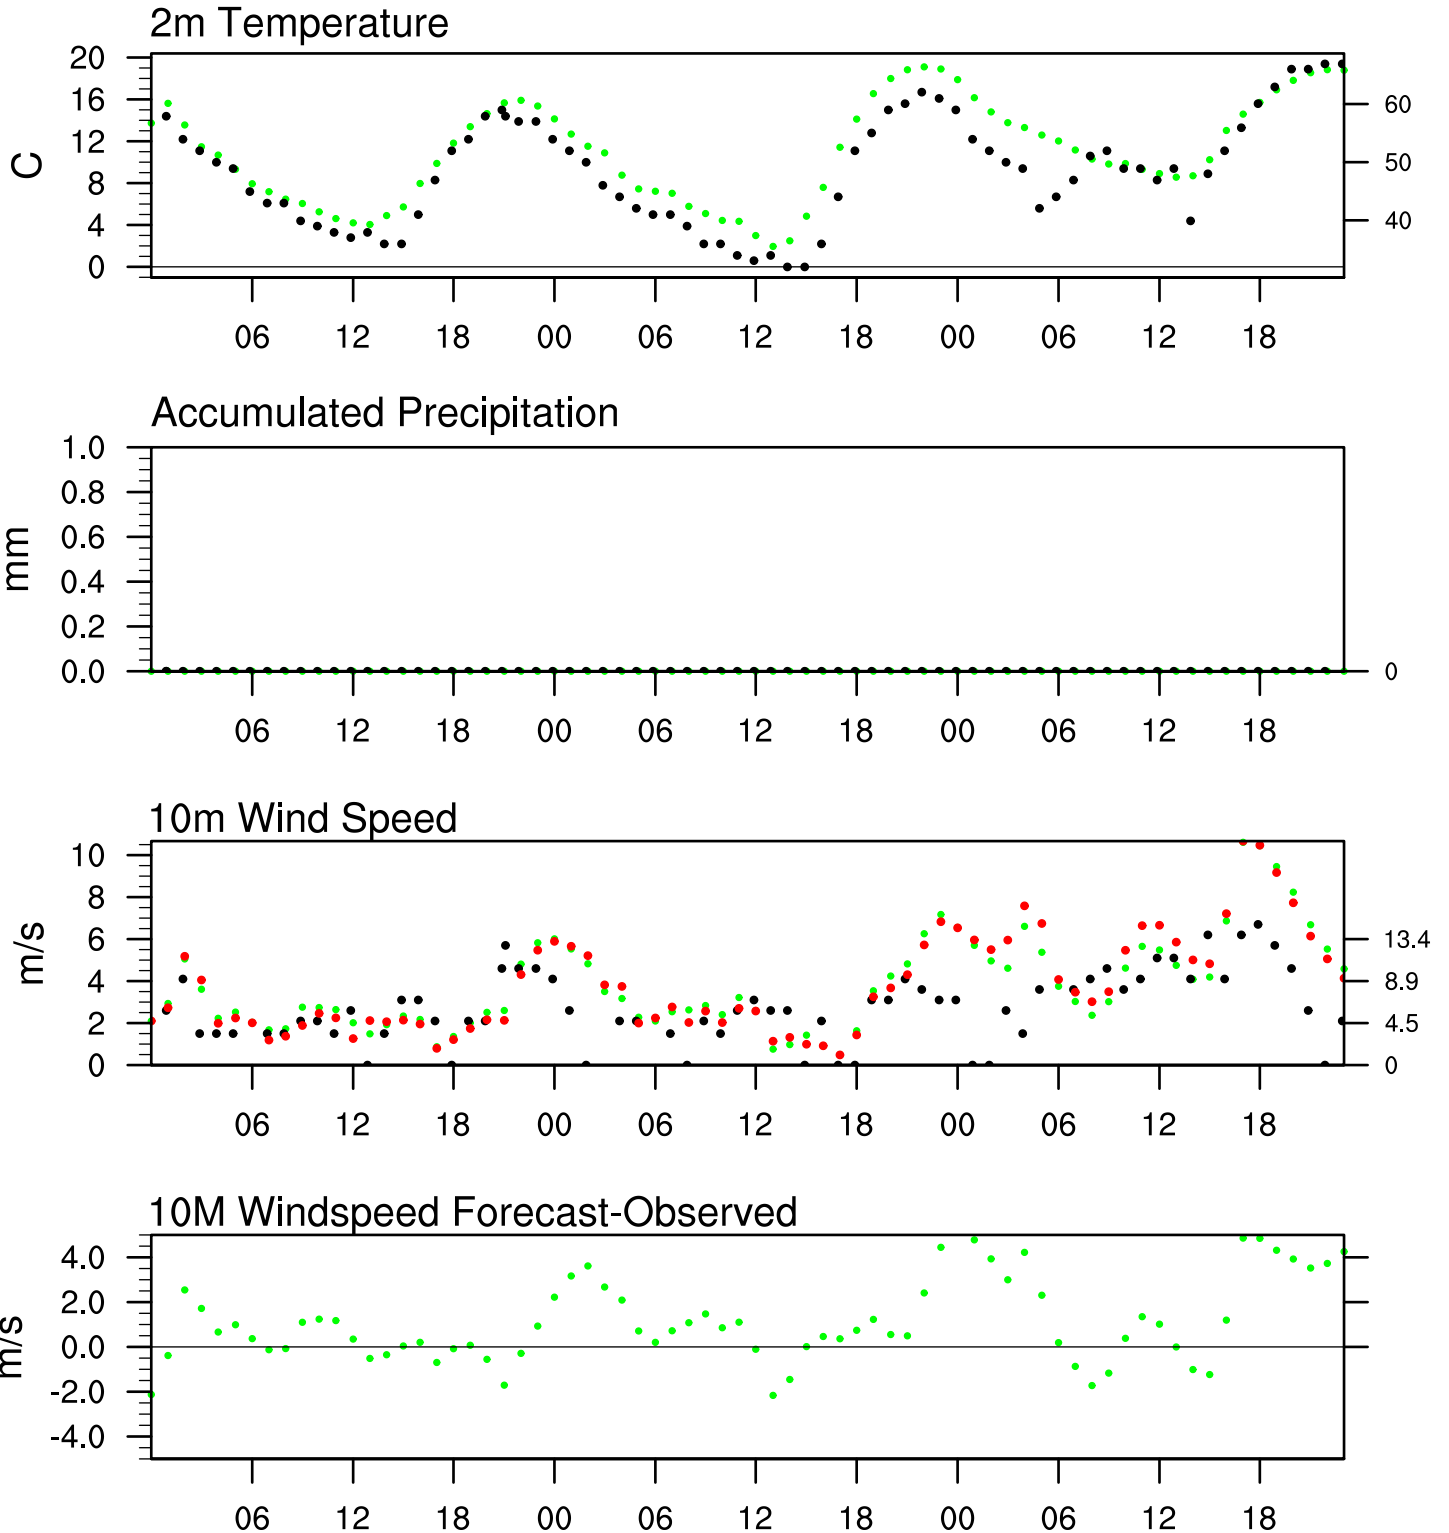 2m Temperature
20
16
12
8
4
0
C
60
50
40
06 12 18 00 06 12 18 00 06 12 18
Accumulated Precipitation
1.0
0.8
0.6
0.4
0.2
0.0
mm
0
06 12 18 00 06 12 18 00 06 12 18
10m Wind Speed
10
8
6
4
2
0
m/s
13.4
8.9
4.5
0
06 12 18 00 06 12 18 00 06 12 18
10M Windspeed Forecast-Observed
4.0
2.0
0.0
-2.0
-4.0
m/s
06 12 18 00 06 12 18 00 06 12 18